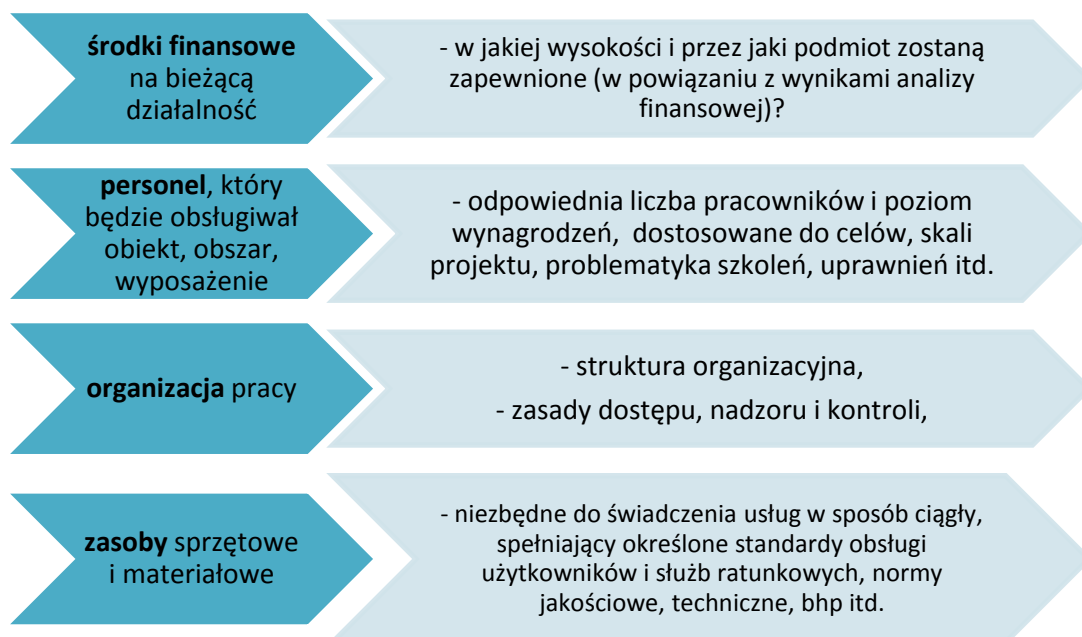 środki finansowe
na bieżącą
działalność
- w jakiej wysokości i przez jaki podmiot zostaną
zapewnione (w powiązaniu z wynikami analizy
finansowej)?
personel, który
będzie obsługiwał
obiekt, obszar,
wyposażenie
- odpowiednia liczba pracowników i poziom
wynagrodzeń, dostosowane do celów, skali
projektu, problematyka szkoleń, uprawnień itd.
organizacja pracy
- struktura organizacyjna,
- zasady dostępu, nadzoru i kontroli,
zasoby sprzętowe
i materiałowe
- niezbędne do świadczenia usług w sposób ciągły,
spełniający określone standardy obsługi
użytkowników i służb ratunkowych, normy
jakościowe, techniczne, bhp itd.